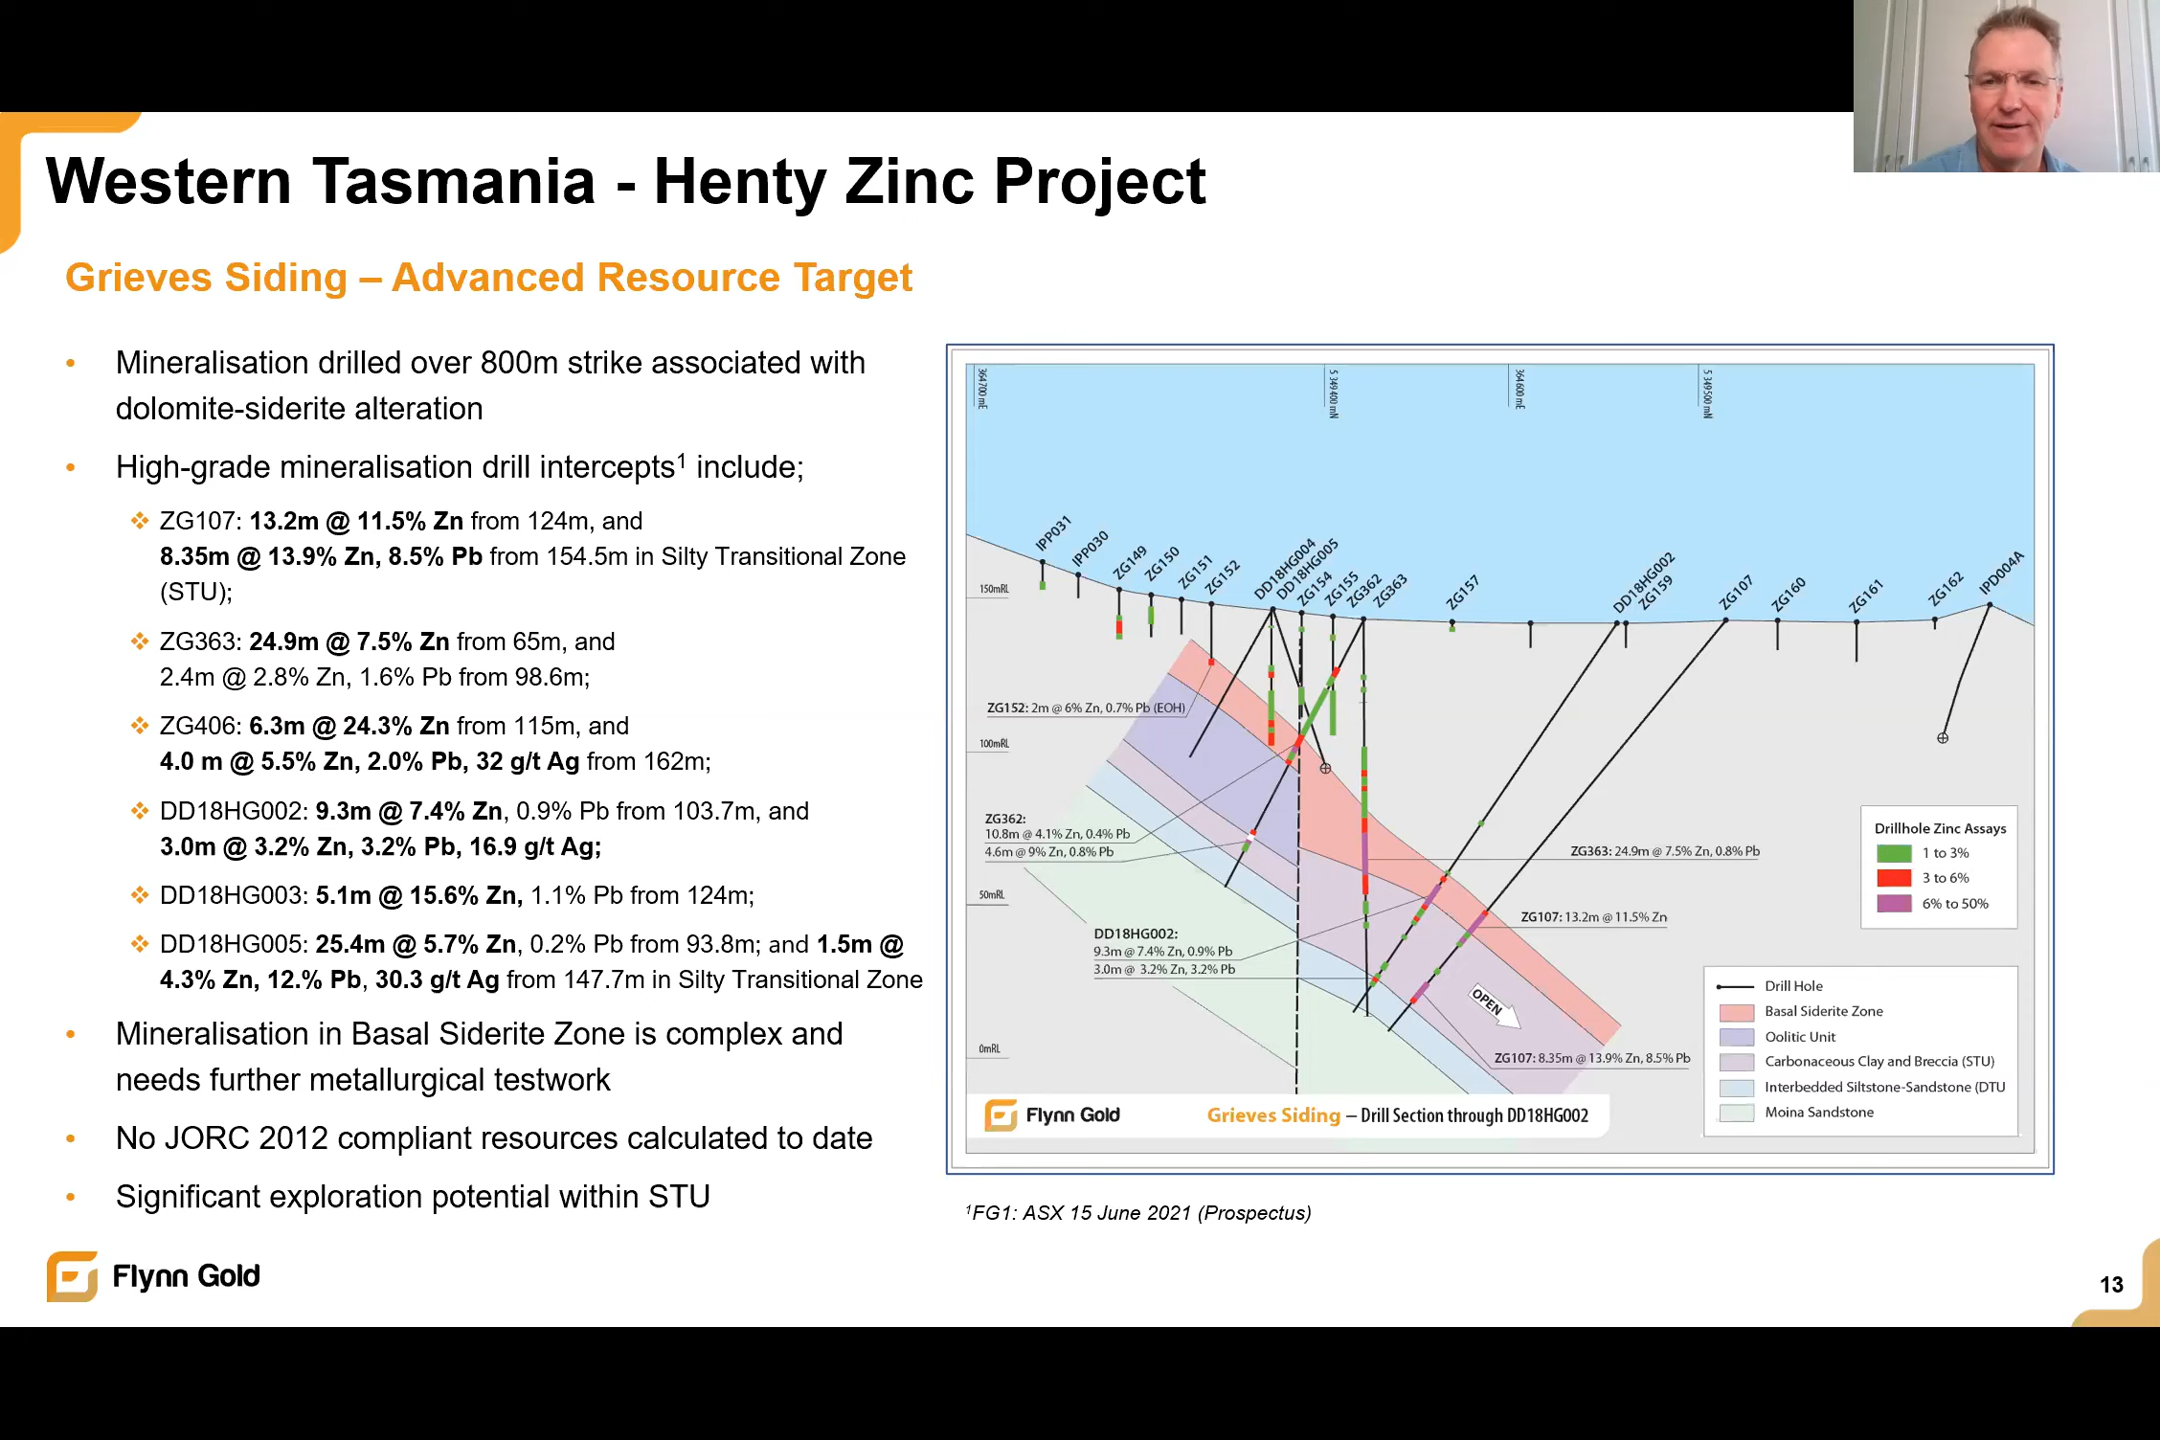 Western Tasmania - Henty Zinc Project
Grieves Siding – Advanced Resource Target
• Mineralisation drilled over 800m strike associated with
dolomite-siderite alteration
• High-grade mineralisation drill intercepts¹ include;
❖ ZG107: 13.2m @ 11.5% Zn from 124m, and
8.35m @ 13.9% Zn, 8.5% Pb from 154.5m in Silty Transitional Zone
(STU);
❖ ZG363: 24.9m @ 7.5% Zn from 65m, and
2.4m @ 2.8% Zn, 1.6% Pb from 98.6m;
❖ ZG406: 6.3m @ 24.3% Zn from 115m, and
4.0 m @ 5.5% Zn, 2.0% Pb, 32 g/t Ag from 162m;
❖ DD18HG002: 9.3m @ 7.4% Zn, 0.9% Pb from 103.7m, and
3.0m @ 3.2% Zn, 3.2% Pb, 16.9 g/t Ag;
❖ DD18HG003: 5.1m @ 15.6% Zn, 1.1% Pb from 124m;
❖ DD18HG005: 25.4m @ 5.7% Zn, 0.2% Pb from 93.8m; and 1.5m @
4.3% Zn, 12.% Pb, 30.3 g/t Ag from 147.7m in Silty Transitional Zone
• Mineralisation in Basal Siderite Zone is complex and
needs further metallurgical testwork
• No JORC 2012 compliant resources calculated to date
• Significant exploration potential within STU
364700 mE
5 349 400 mN
364 600 mE
5 349 500 mN
IPP031
IPP030
ZG149
ZG150
ZG151
ZG152
DD18HG004
DD18HG005
ZG154
ZG155
ZG362
ZG363
ZG157
DD18HG002
ZG159
ZG107
ZG160
ZG161
ZG162
IPD004A
150mRL
100mRL
50mRL
0mRL
ZG152: 2m @ 6% Zn, 0.7% Pb (EOH)
ZG362:
10.8m @ 4.1% Zn, 0.4% Pb
4.6m @ 9% Zn, 0.8% Pb
DD18HG002:
9.3m @ 7.4% Zn, 0.9% Pb
3.0m @ 3.2% Zn, 3.2% Pb
ZG363: 24.9m @ 7.5% Zn, 0.8% Pb
ZG107: 13.2m @ 11.5% Zn
OPEN
ZG107: 8.35m @ 13.9% Zn, 8.5% Pb
Drillhole Zinc Assays
1 to 3%
3 to 6%
6% to 50%
Drill Hole
Basal Siderite Zone
Oolitic Unit
Carbonaceous Clay and Breccia (STU)
Interbedded Siltstone-Sandstone (DTU
Moina Sandstone
Flynn Gold
Grieves Siding – Drill Section through DD18HG002
¹FG1: ASX 15 June 2021 (Prospectus)
Flynn Gold
13